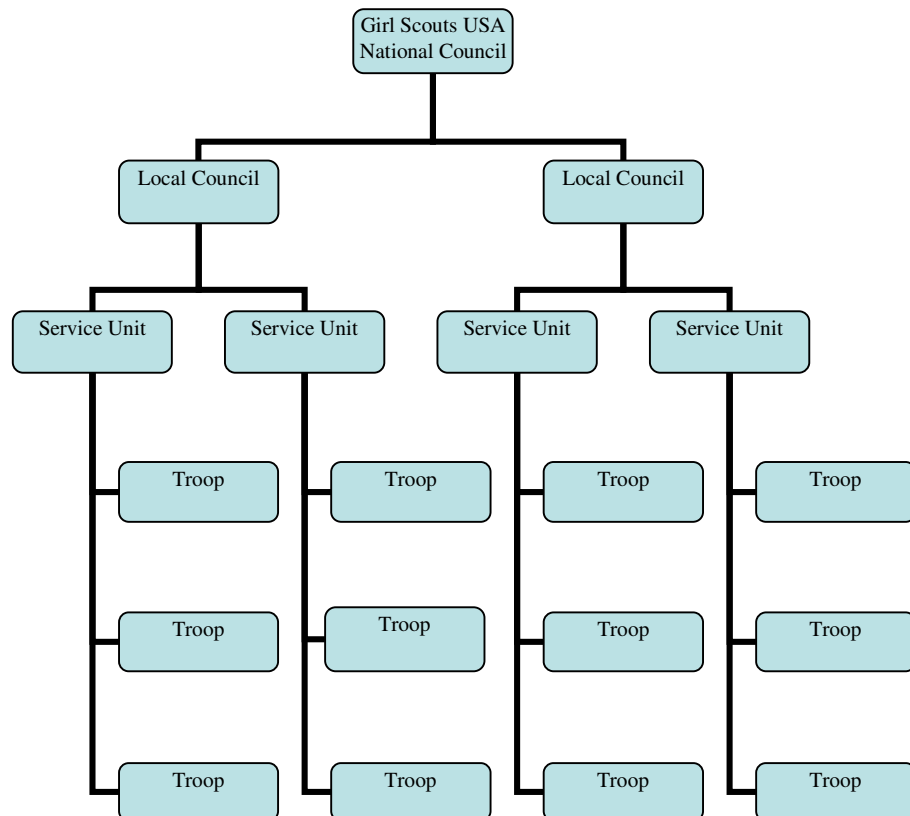 Girl Scouts USA
National Council
Local Council
Local Council
Service Unit
Service Unit
Service Unit
Service Unit
Troop
Troop
Troop
Troop
Troop
Troop
Troop
Troop
Troop
Troop
Troop
Troop